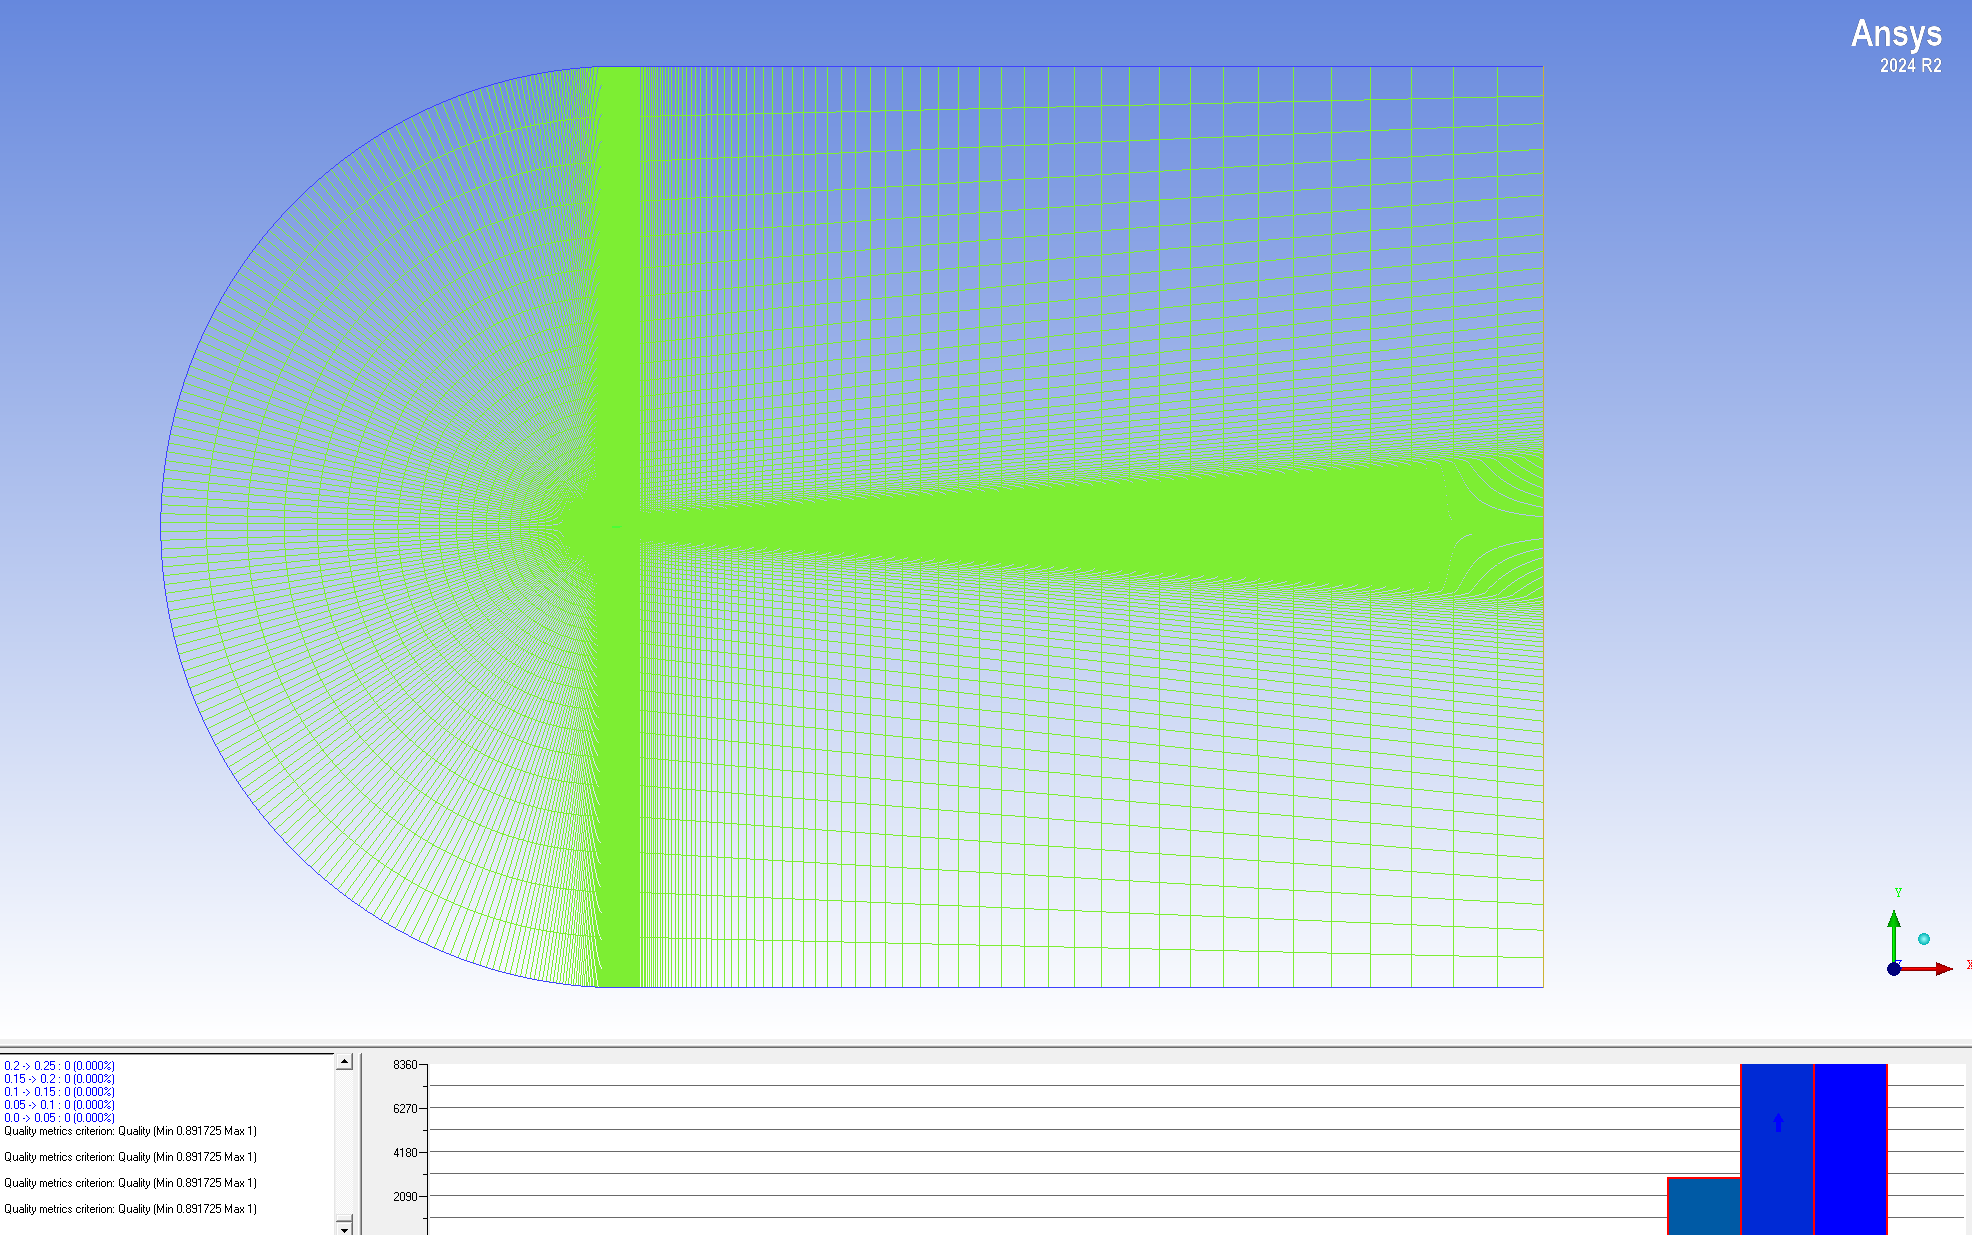 Ansys
2024 R2
Y
Z
X
0.2 -> 0.25 : 0 (0.000%)
0.15 -> 0.2 : 0 (0.000%)
0.1 -> 0.15 : 0 (0.000%)
0.05 -> 0.1 : 0 (0.000%)
0.0 -> 0.05 : 0 (0.000%)
Quality metrics criterion: Quality (Min 0.891725 Max 1)
Quality metrics criterion: Quality (Min 0.891725 Max 1)
Quality metrics criterion: Quality (Min 0.891725 Max 1)
Quality metrics criterion: Quality (Min 0.891725 Max 1)
8360
6270
4180
2090